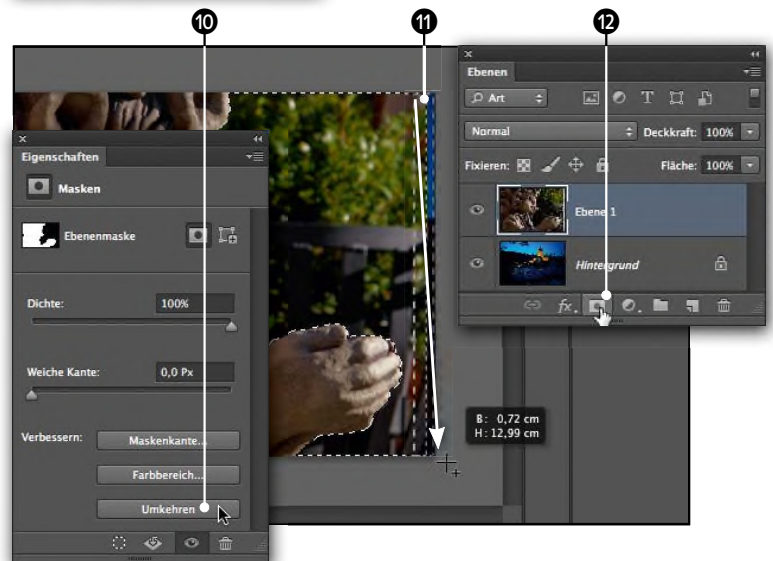 10
11
12
Ebenen
Art
Normal
Deckkraft: 100%
Fixieren:
Fläche: 100%
Ebene 1
Hintergrund
fx
Eigenschaften
Masken
Ebenenmaske
Dichte: 100%
Weiche Kante: 0,0 Px
Verbessern:
Maskenkante...
Farbbereich...
Umkehren
B: 0,72 cm
H: 12,99 cm